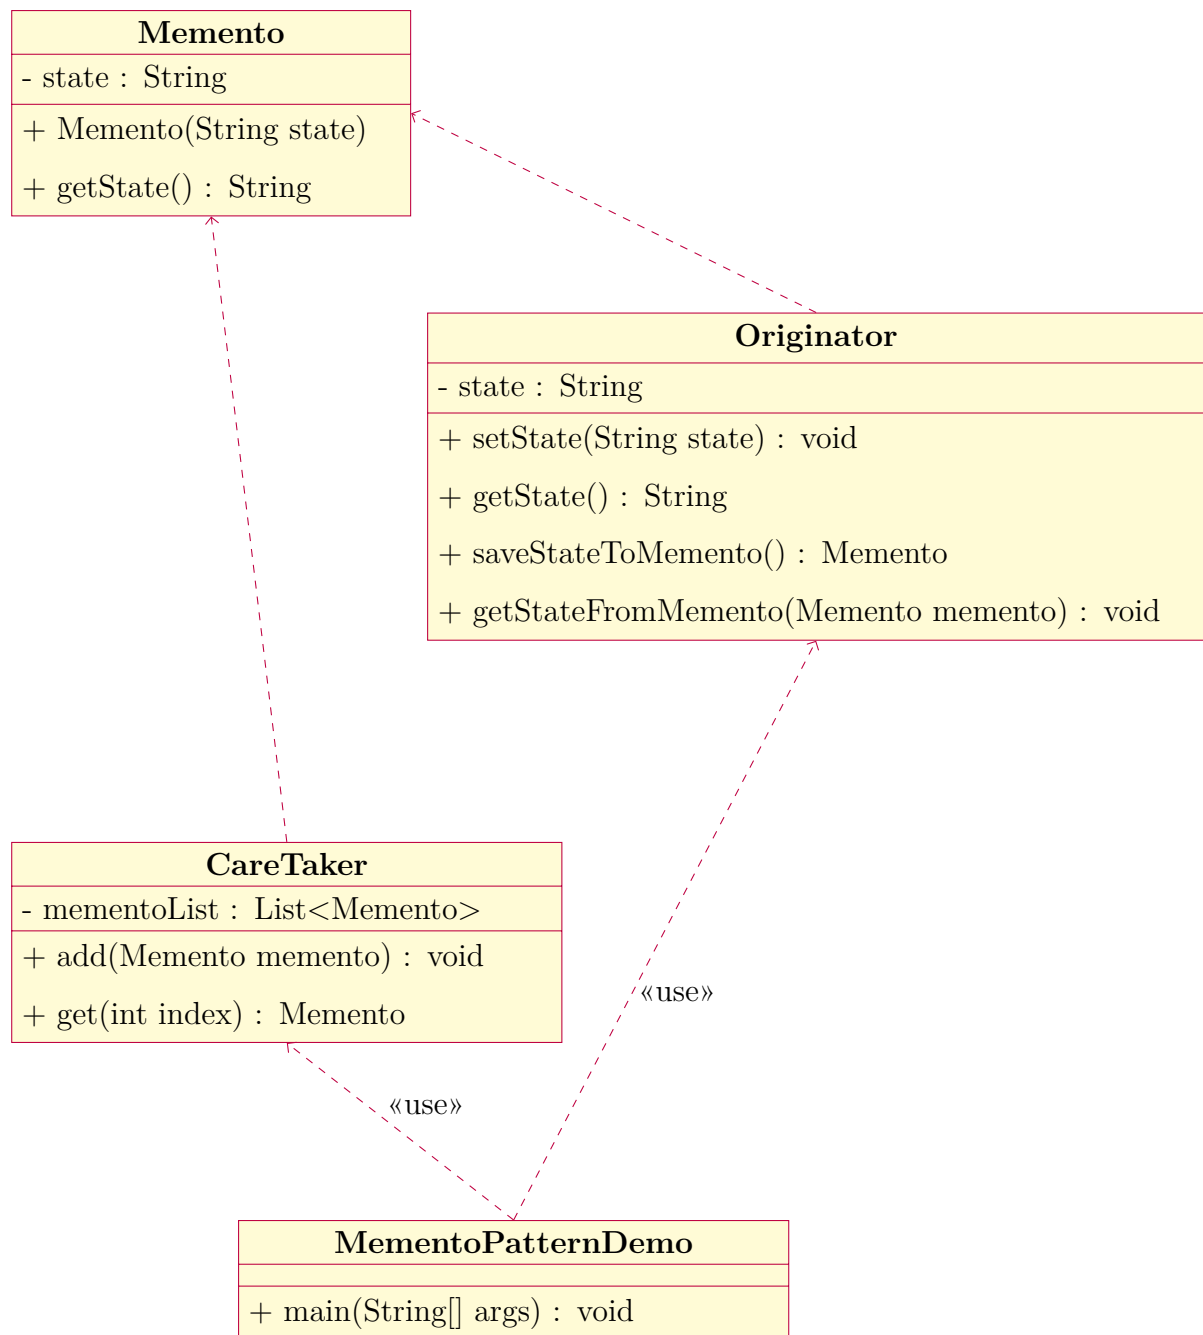 Memento
- state : String
+ Memento(String state)
+ getState() : String
Originator
- state : String
+ setState(String state) : void
+ getState() : String
+ saveStateToMemento() : Memento
+ getStateFromMemento(Memento memento) : void
CareTaker
- mementoList : List<Memento>
+ add(Memento memento) : void
+ get(int index) : Memento
«use»
«use»
MementoPatternDemo
+ main(String[] args) : void